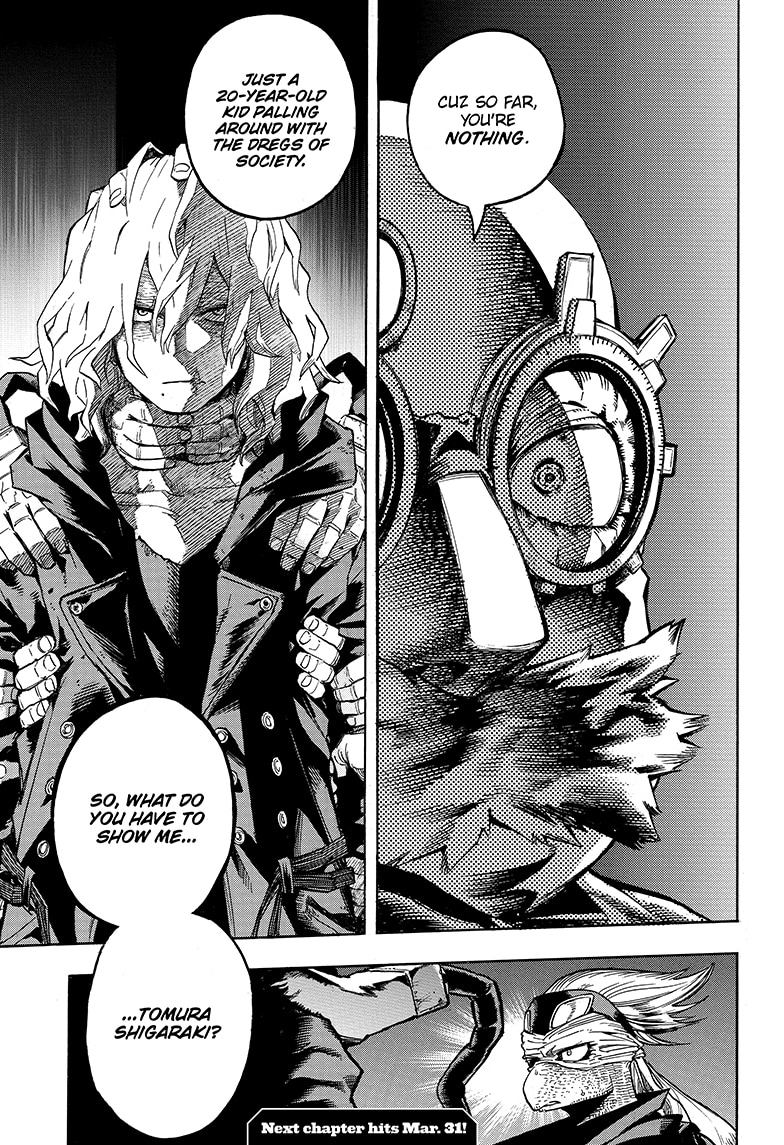 CUZ SO FAR,
YOU'RE
NOTHING.
JUST A
20-YEAR-OLD
KID PALLING
AROUND WITH
THE DREGS OF
SOCIETY.
SO, WHAT DO
YOU HAVE TO
SHOW ME...
...TOMURA
SHIGARAKI?
Next chapter hits Mar. 31!